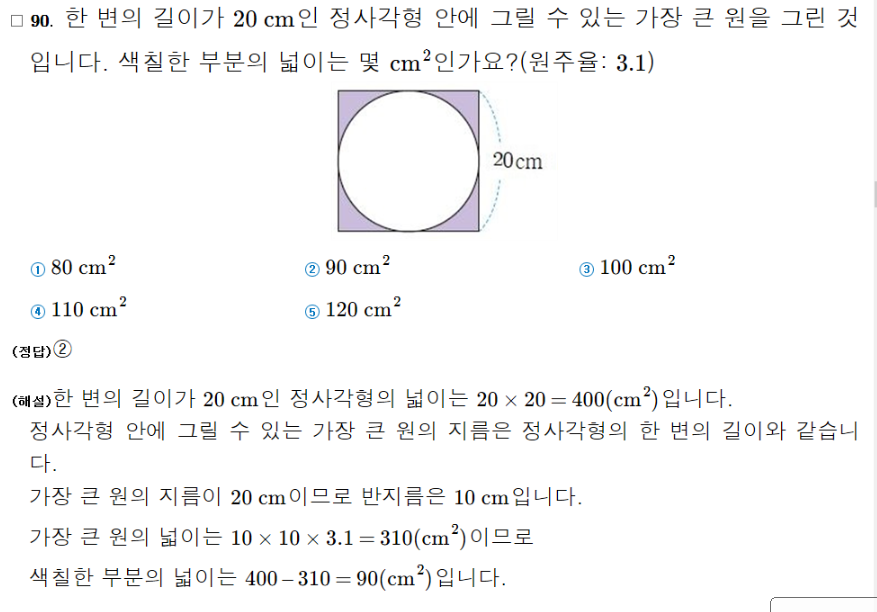 □ 90. 한 변의 길이가 20 cm인 정사각형 안에 그릴 수 있는 가장 큰 원을 그린 것
입니다. 색칠한 부분의 넓이는 몇 cm²인가요?(원주율: 3.1)
20cm
① 80 cm² ② 90 cm² ③ 100 cm²
④ 110 cm² ⑤ 120 cm²
(정답)②
(해설)한 변의 길이가 20 cm인 정사각형의 넓이는 20 × 20 = 400(cm²)입니다.
정사각형 안에 그릴 수 있는 가장 큰 원의 지름은 정사각형의 한 변의 길이와 같습니
다.
가장 큰 원의 지름이 20 cm이므로 반지름은 10 cm입니다.
가장 큰 원의 넓이는 10 × 10 × 3.1 = 310(cm²)이므로
색칠한 부분의 넓이는 400 – 310 = 90(cm²)입니다.